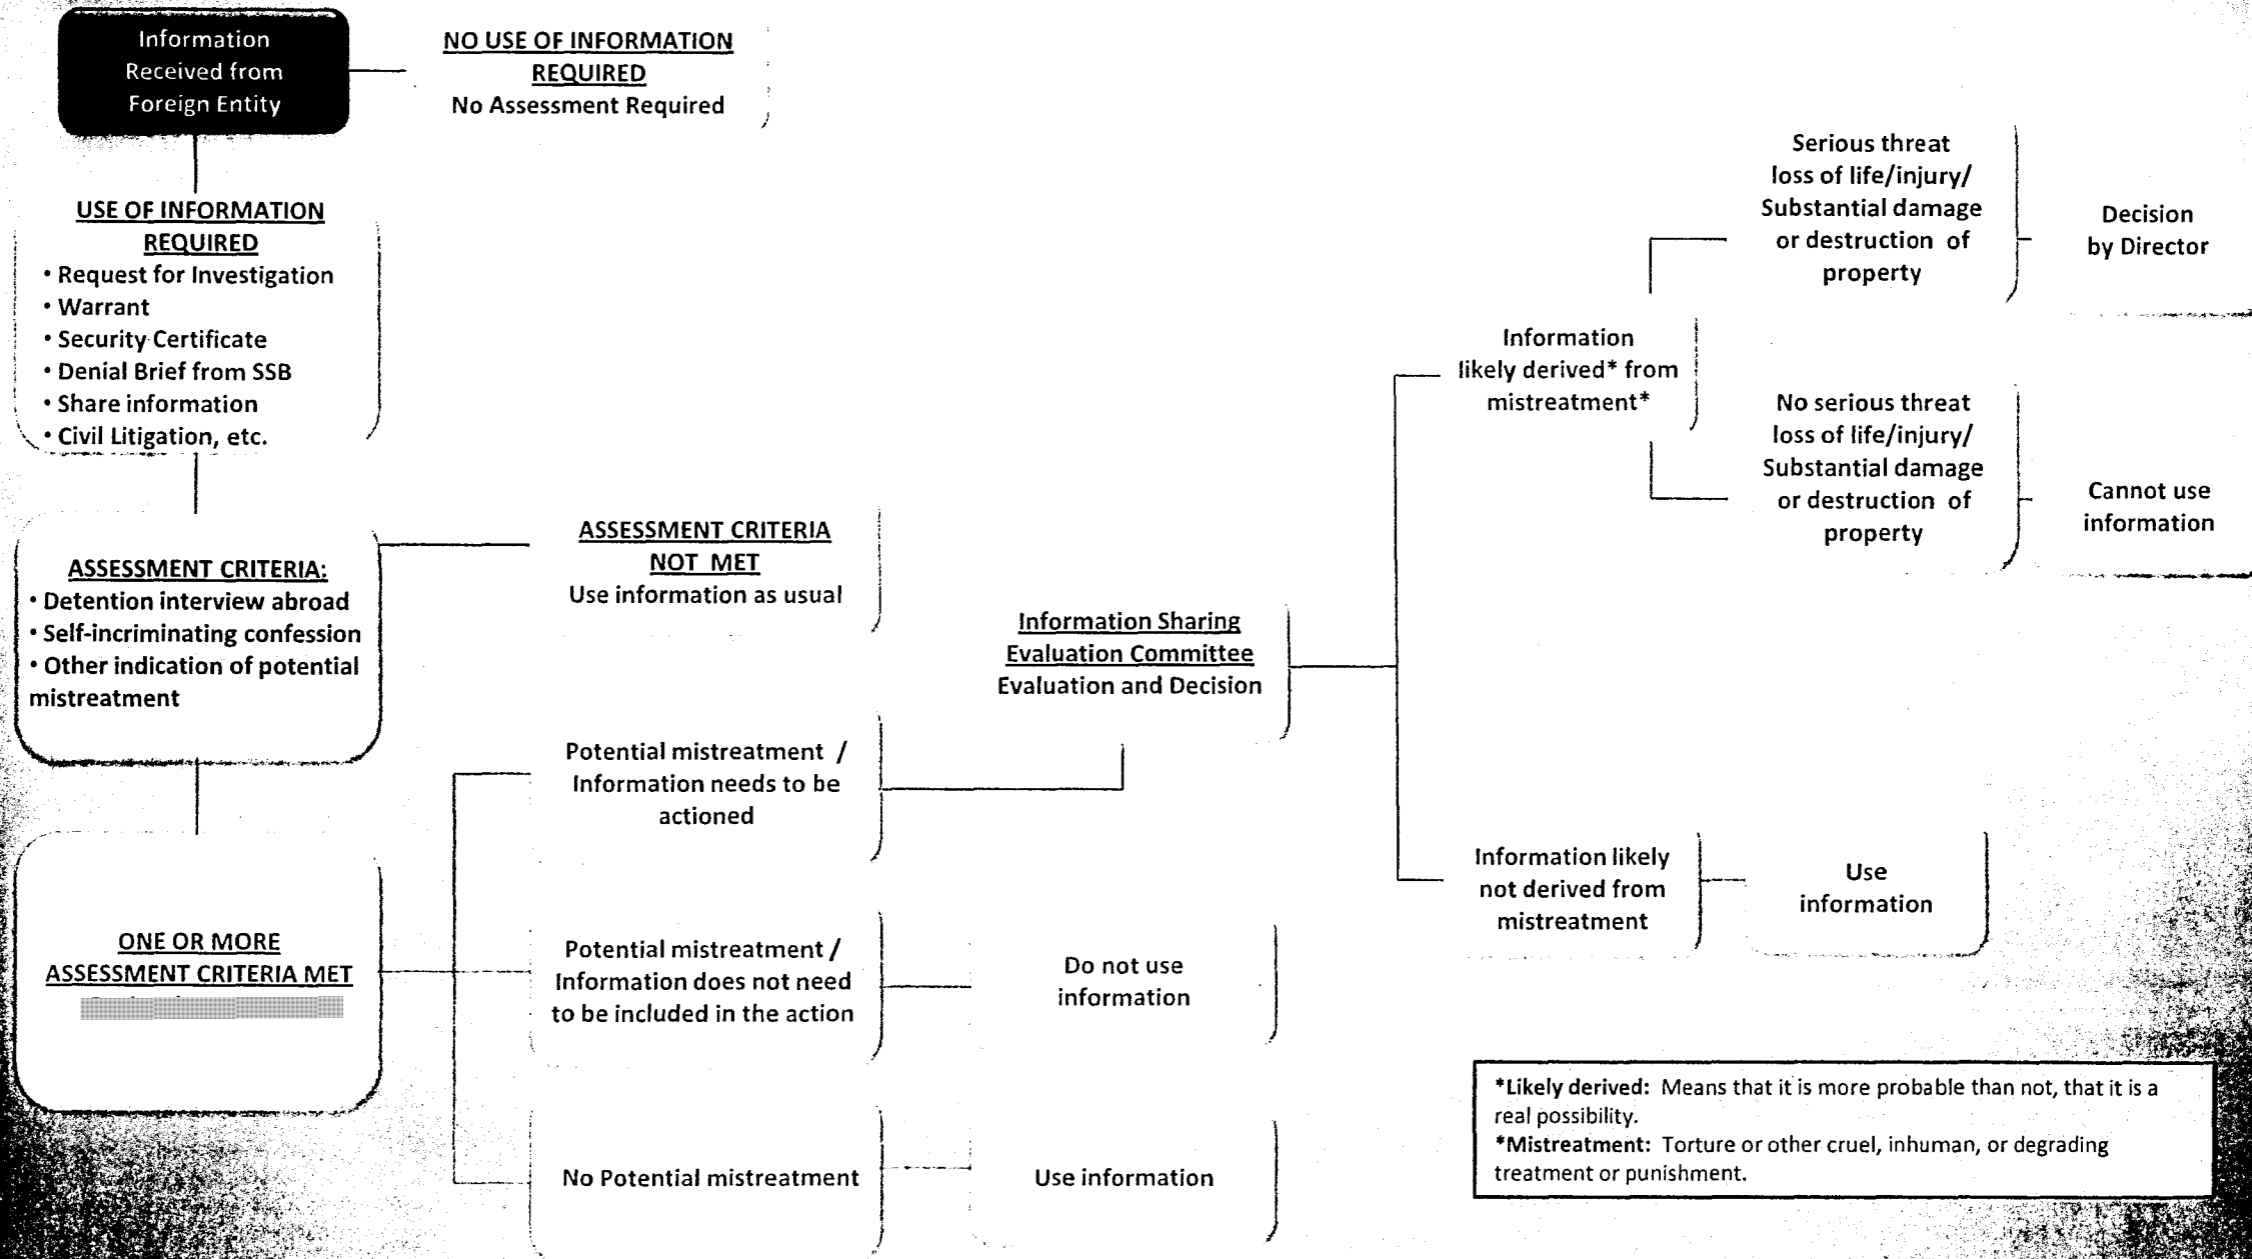 Information
Received from
Foreign Entity
NO USE OF INFORMATION
REQUIRED
No Assessment Required
USE OF INFORMATION
REQUIRED
• Request for Investigation
• Warrant
• Security Certificate
• Denial Brief from SSB
• Share information
• Civil Litigation, etc.
ASSESSMENT CRITERIA:
• Detention interview abroad
• Self-incriminating confession
• Other indication of potential
mistreatment
ASSESSMENT CRITERIA
NOT MET
Use information as usual
ONE OR MORE
ASSESSMENT CRITERIA MET
Potential mistreatment /
Information needs to be
actioned
Potential mistreatment /
Information does not need
to be included in the action
No Potential mistreatment
Information Sharing
Evaluation Committee
Evaluation and Decision
Do not use
information
Use information
Information
likely derived* from
mistreatment*
Serious threat
loss of life/injury/
Substantial damage
or destruction of
property
Decision
by Director
No serious threat
loss of life/injury/
Substantial damage
or destruction of
property
Cannot use
information
Information likely
not derived from
mistreatment
Use
information
*Likely derived: Means that it is more probable than not, that it is a
real possibility.
*Mistreatment: Torture or other cruel, inhuman, or degrading
treatment or punishment.